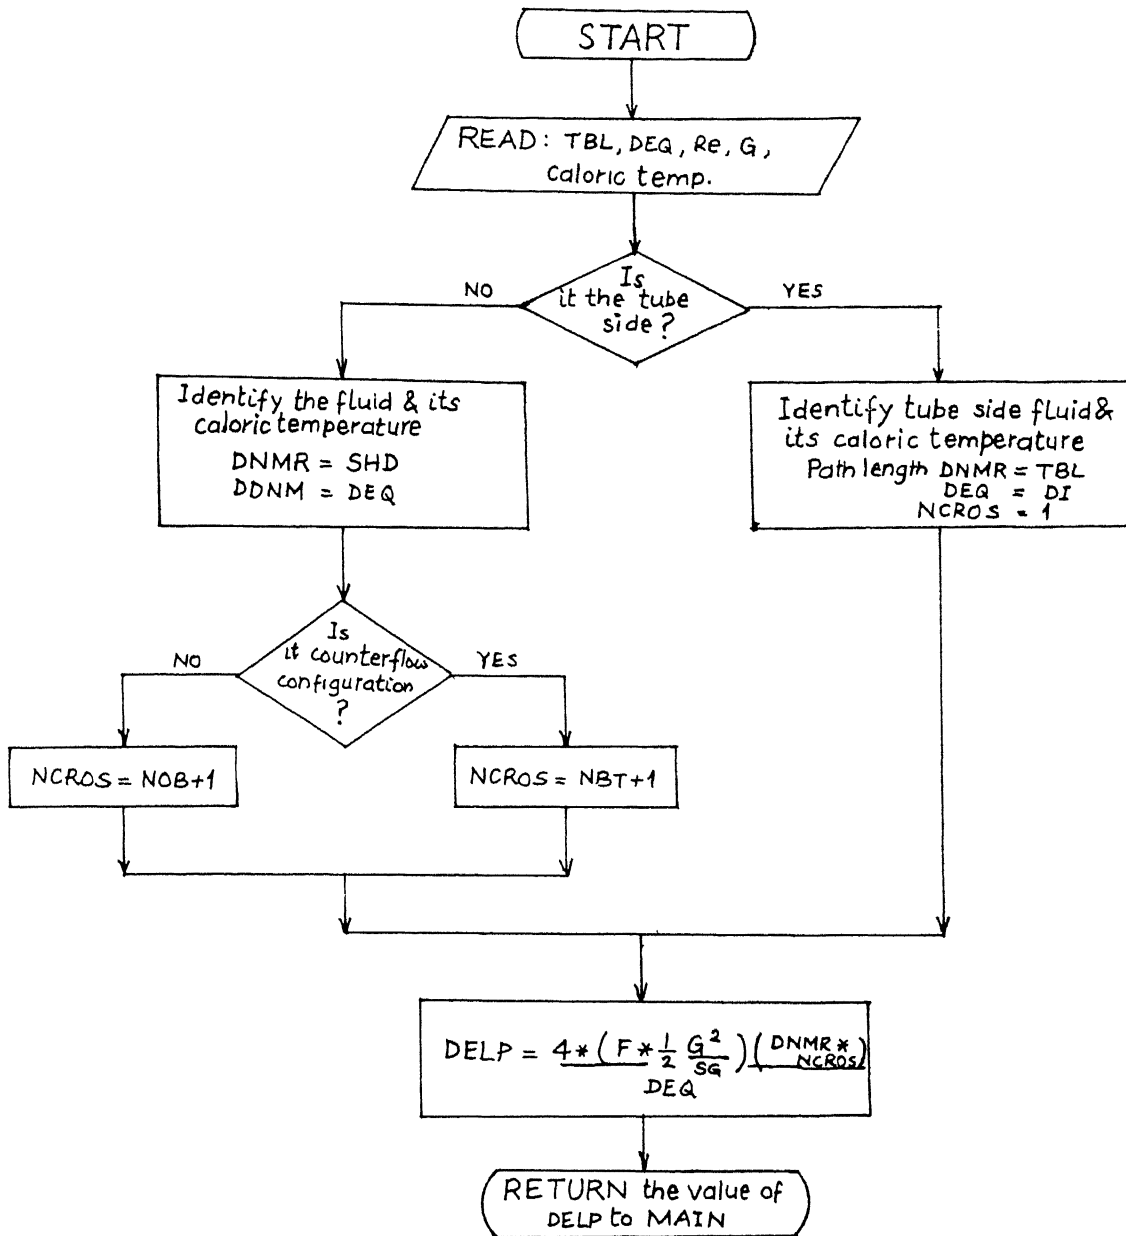 START
READ: TBL, DEQ, Re, G,
Caloric temp.
Is
it the tube
side?
NO
YES
Identify the fluid & its
caloric temperature
DNMR = SHD
DDNM = DEQ
Identify tube side fluid &
its caloric temperature
Path length DNMR = TBL
DEQ = DI
NCROS = 1
Is
it counterflow
configuration
?
NO
YES
NCROS = NOB+1
NCROS = NBT+1
DELP = 4 * (F * 1/2 G²/SG) (DNMR * NCROS)
DEQ
RETURN the value of
DELP to MAIN